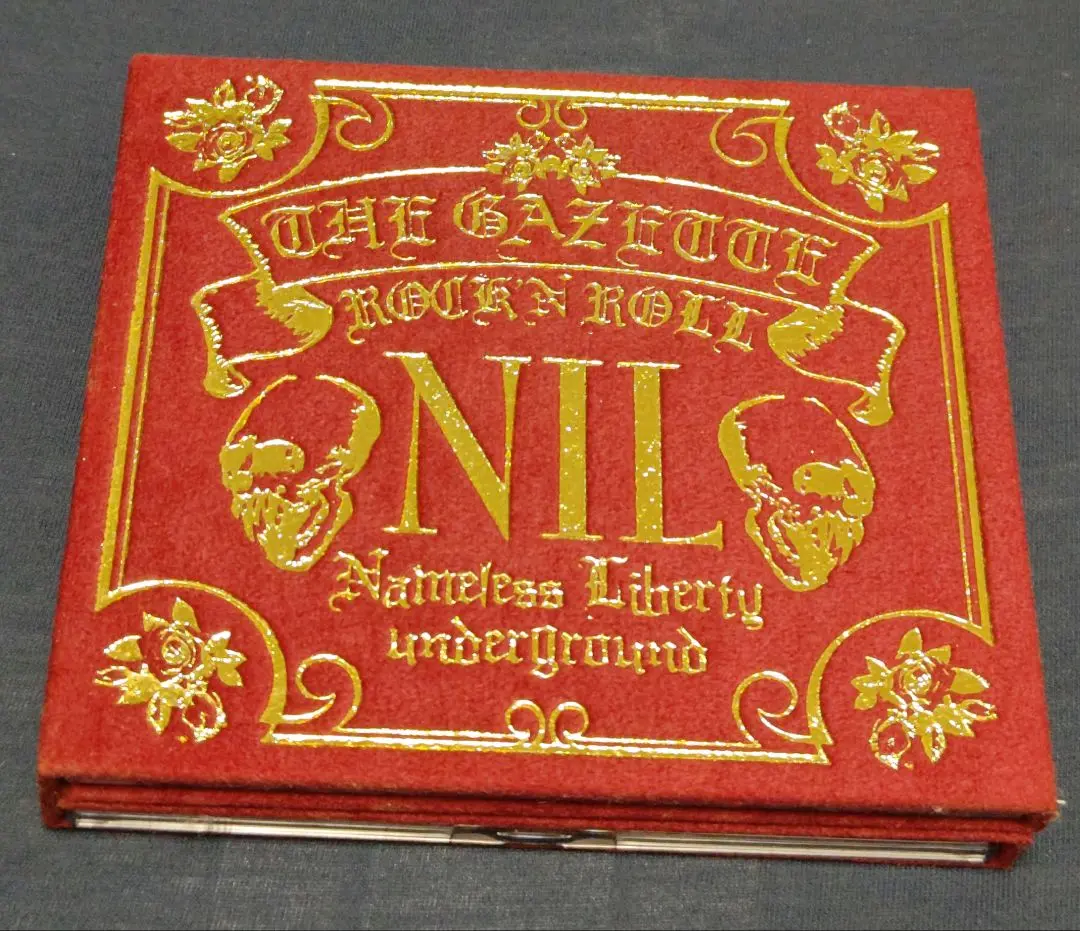 THE GAZETTE
ROCK'N ROLL
NIL
Nameless Liberty
underground